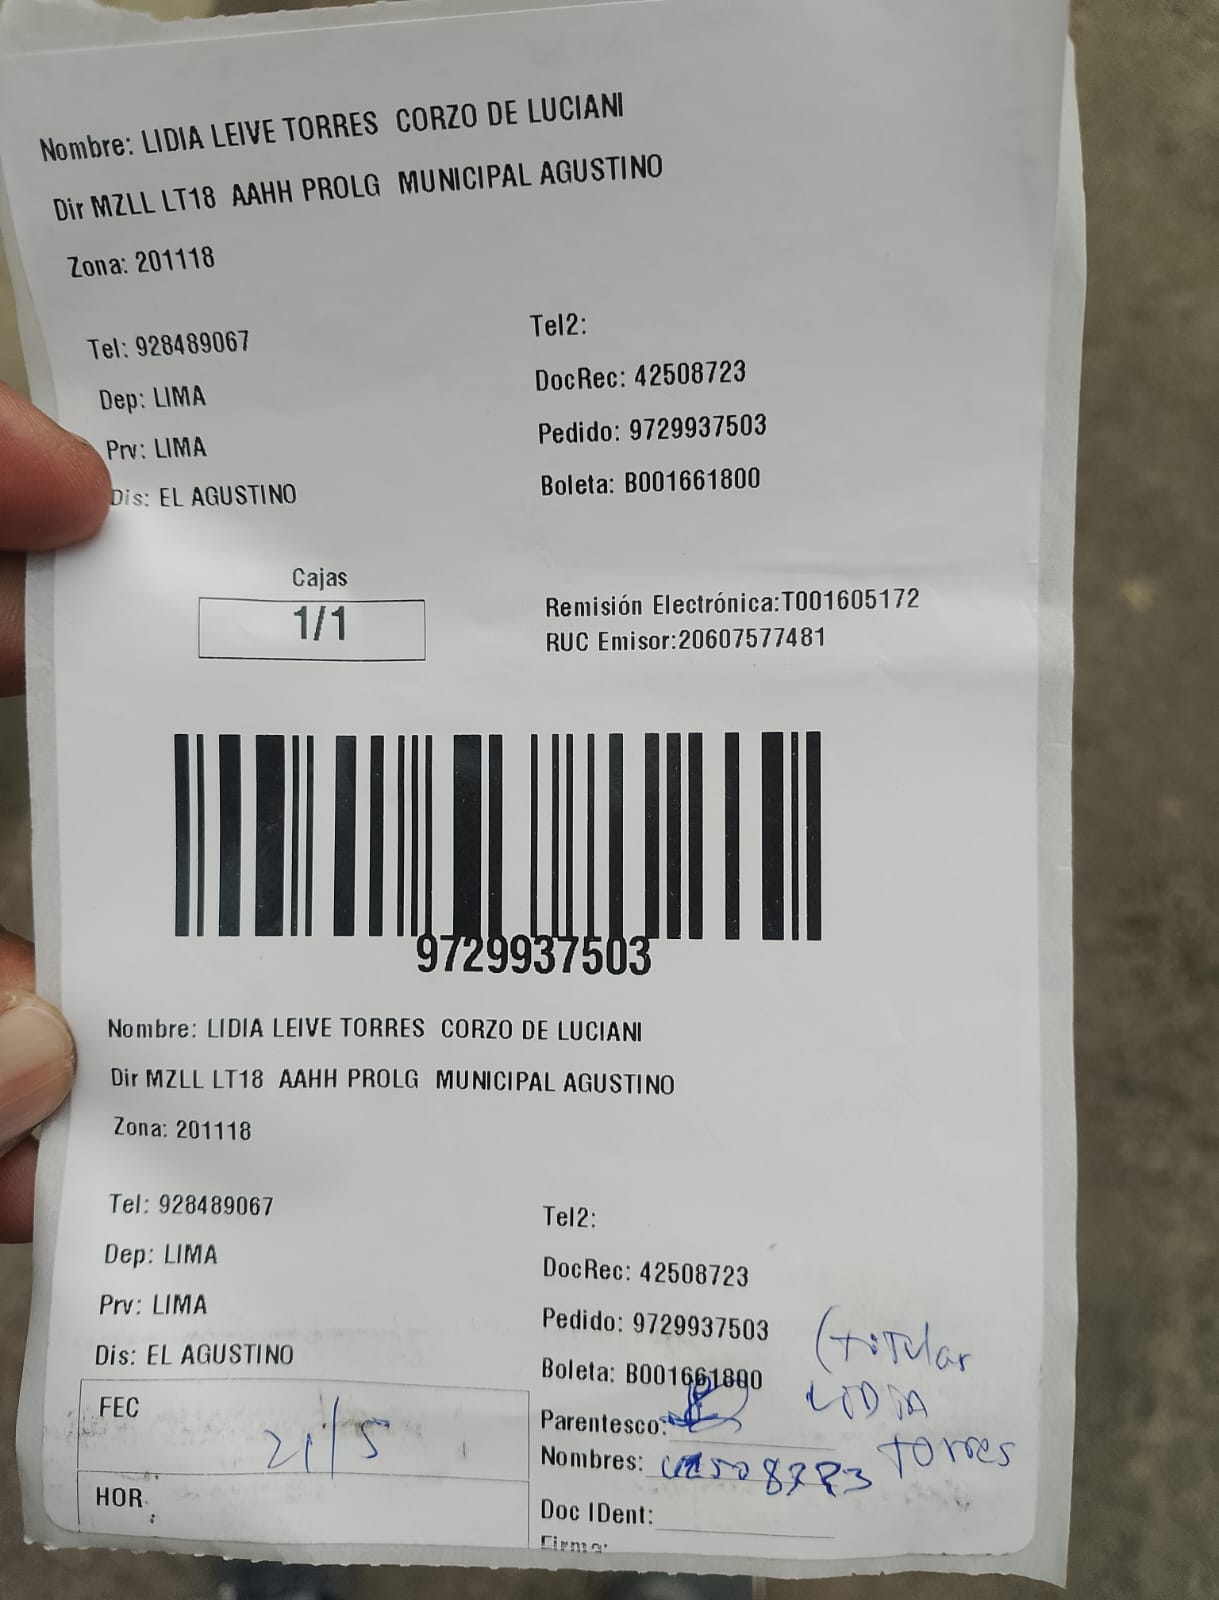 Nombre: LIDIA LEIVE TORRES CORZO DE LUCIANI
Dir MZLL LT18 AAHH PROLG MUNICIPAL AGUSTINO
Zona: 201118
Tel: 928489067
Tel2:
Dep: LIMA
DocRec: 42508723
Prv: LIMA
Pedido: 9729937503
Dis: EL AGUSTINO
Boleta: B001661800
Cajas
1/1
Remisión Electrónica:T001605172
RUC Emisor:20607577481
9729937503
Nombre: LIDIA LEIVE TORRES CORZO DE LUCIANI
Dir MZLL LT18 AAHH PROLG MUNICIPAL AGUSTINO
Zona: 201118
Tel: 928489067
Tel2:
Dep: LIMA
DocRec: 42508723
Prv: LIMA
Pedido: 9729937503
Dis: EL AGUSTINO
Boleta: B001661800
(titular
LIDIA
torres
FEC
21/5
Parentesco:
Nombres: 42508723
HOR
:
Doc IDent:
Firma: